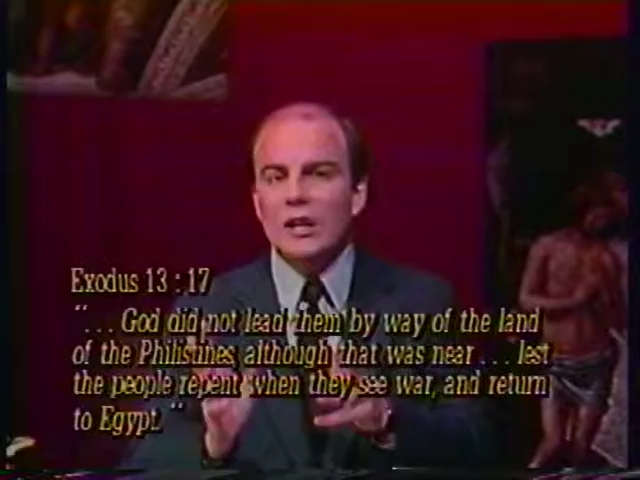 Exodus 13 : 17
“... God did not lead them by way of the land
of the Philistines, although that was near ... lest
the people repent when they see war, and return
to Egypt. ”